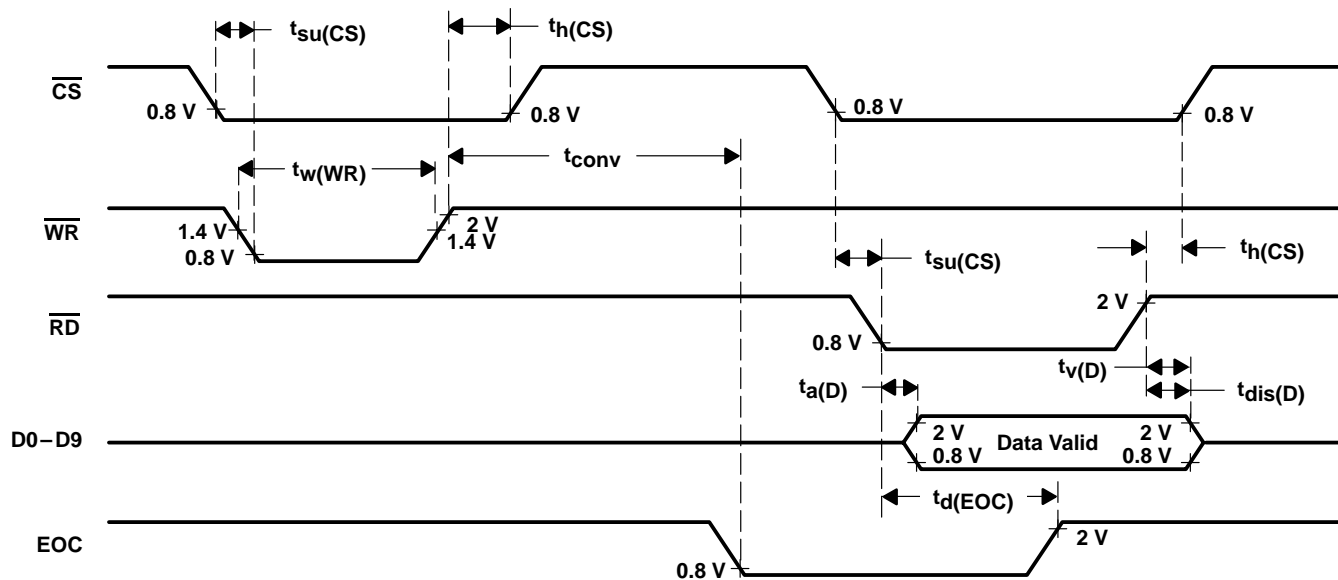 tsu(CS)
th(CS)
CS
0.8 V
0.8 V
0.8 V
0.8 V
tw(WR)
tconv
WR
1.4 V
0.8 V
2 V
1.4 V
tsu(CS)
th(CS)
RD
0.8 V
2 V
ta(D)
tv(D)
tdis(D)
D0–D9
2 V
Data Valid
2 V
0.8 V
0.8 V
td(EOC)
EOC
0.8 V
2 V